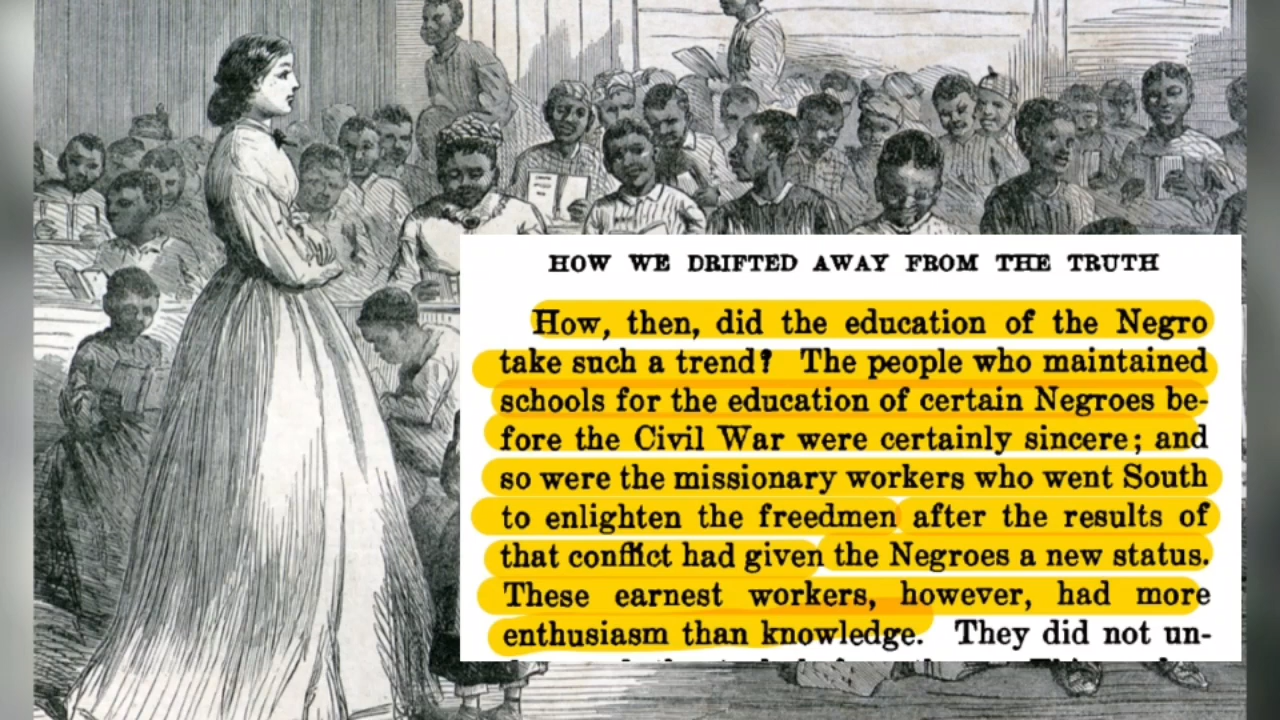 HOW WE DRIFTED AWAY FROM THE TRUTH
How, then, did the education of the Negro
take such a trend? The people who maintained
schools for the education of certain Negroes be-
fore the Civil War were certainly sincere; and
so were the missionary workers who went South
to enlighten the freedmen after the results of
that conflict had given the Negroes a new status.
These earnest workers, however, had more
enthusiasm than knowledge. They did not un-